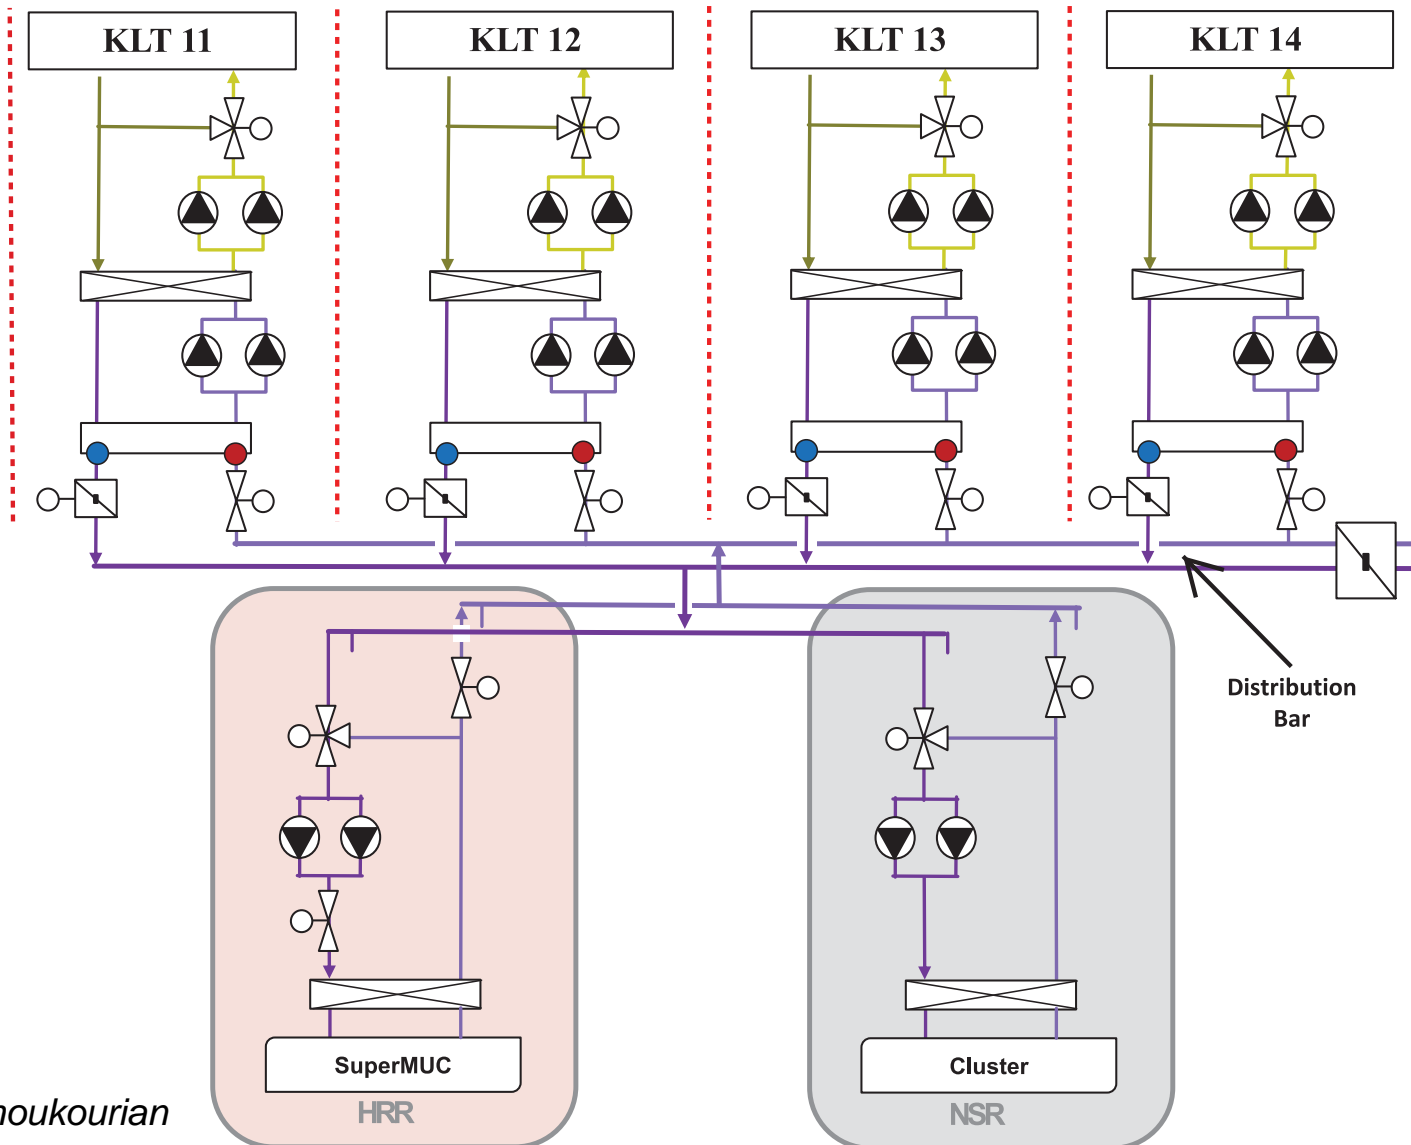 KLT 11
KLT 12
KLT 13
KLT 14
Distribution
Bar
SuperMUC
Cluster
HRR
NSR
houkourian